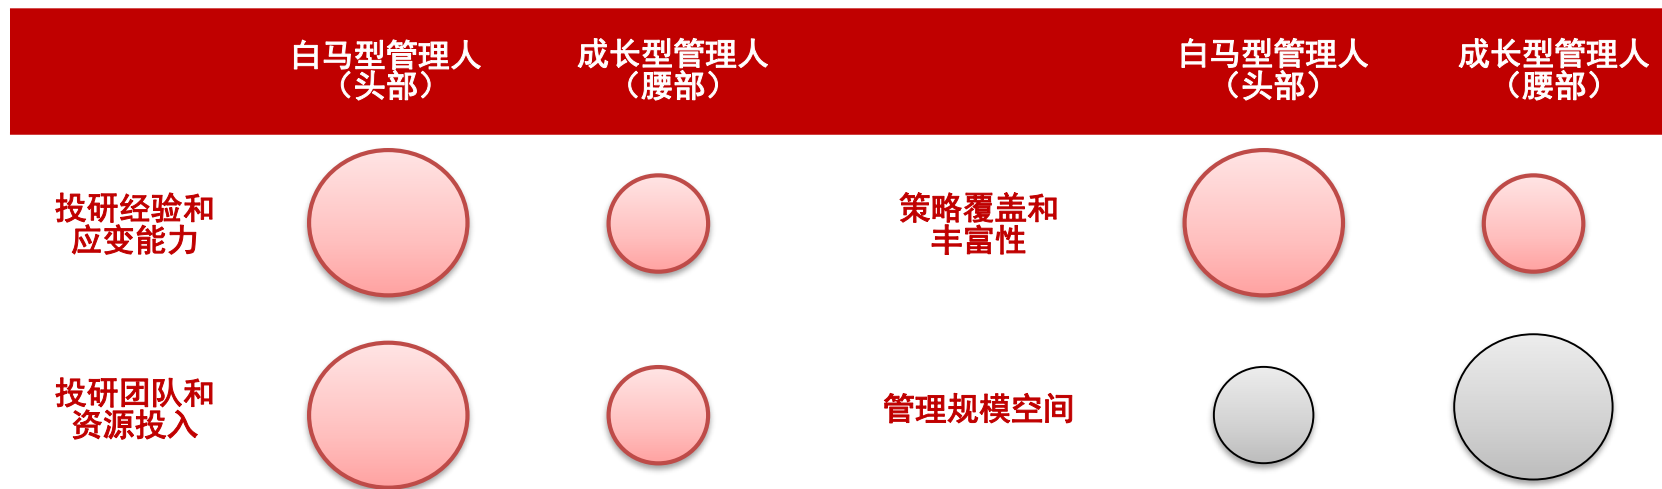 白马型管理人
（头部）
成长型管理人
（腰部）
白马型管理人
（头部）
成长型管理人
（腰部）
投研经验和
应变能力
策略覆盖和
丰富性
投研团队和
资源投入
管理规模空间